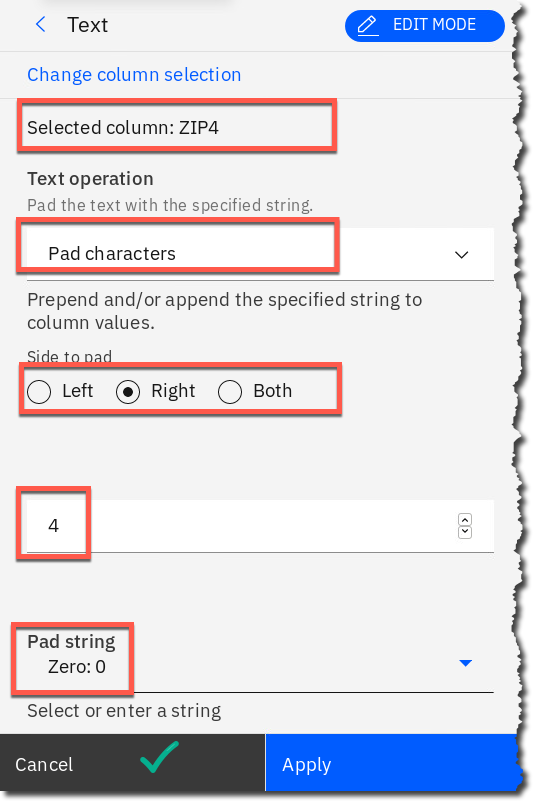 Text
EDIT MODE
Change column selection
Selected column: ZIP4
Text operation
Pad the text with the specified string.
Pad characters
Prepend and/or append the specified string to
column values.
Side to pad
Left Right Both
4
Pad string
Zero: 0
Select or enter a string
Cancel
Apply